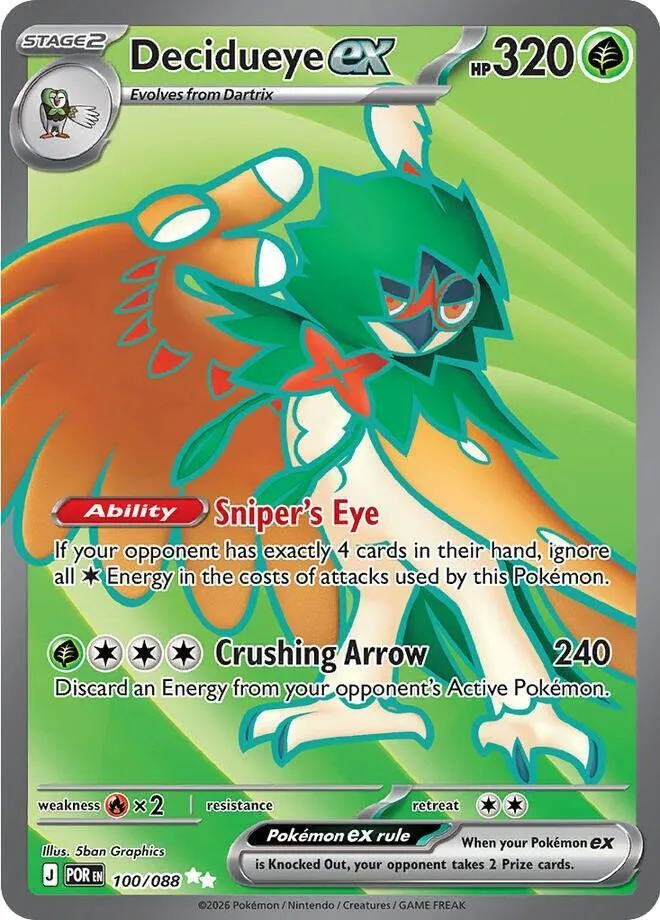 STAGE2
Decidueye ex
HP 320
Evolves from Dartrix
Ability Sniper's Eye
If your opponent has exactly 4 cards in their hand, ignore
all Energy in the costs of attacks used by this Pokémon.
Crushing Arrow 240
Discard an Energy from your opponent's Active Pokémon.
weakness ×2 resistance retreat
Illus. 5ban Graphics
Pokémon ex rule
When your Pokémon ex
is Knocked Out, your opponent takes 2 Prize cards.
J POR EN 100/088
©2026 Pokémon / Nintendo / Creatures / GAME FREAK